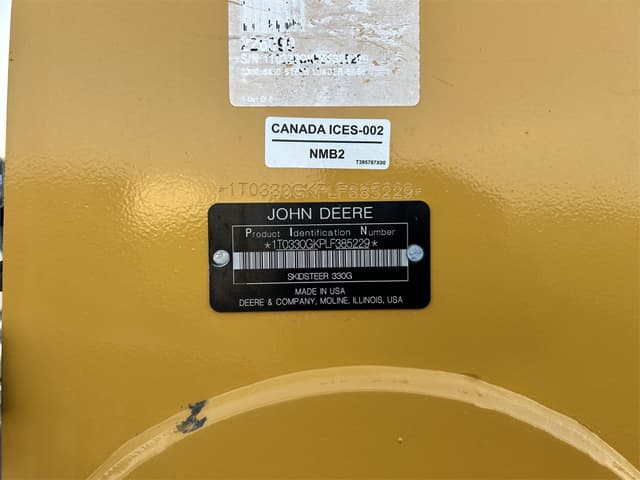 CANADA ICES-002
NMB2
T395787X00
*1T0330GKPLF385229*
JOHN DEERE
Product Identification Number
*1T0330GKPLF385229*
SKIDSTEER 330G
MADE IN USA
DEERE & COMPANY, MOLINE, ILLINOIS, USA